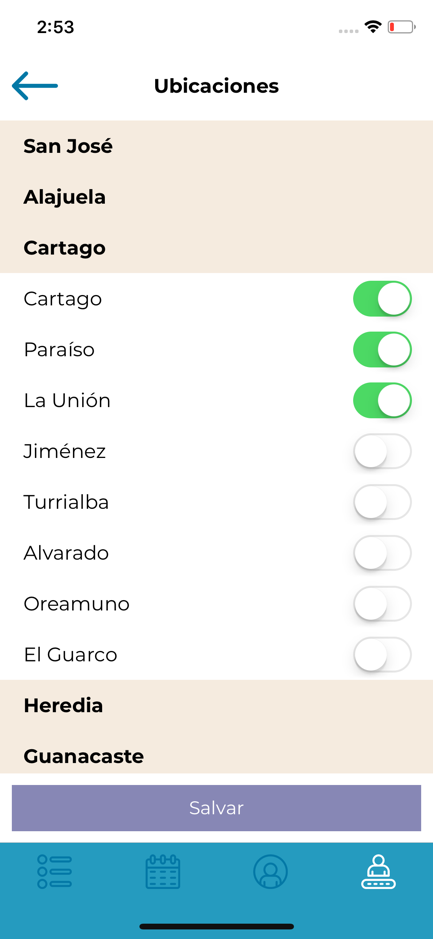 2:53
Ubicaciones
San José
Alajuela
Cartago
Cartago
Paraíso
La Unión
Jiménez
Turrialba
Alvarado
Oreamuno
El Guarco
Heredia
Guanacaste
Salvar